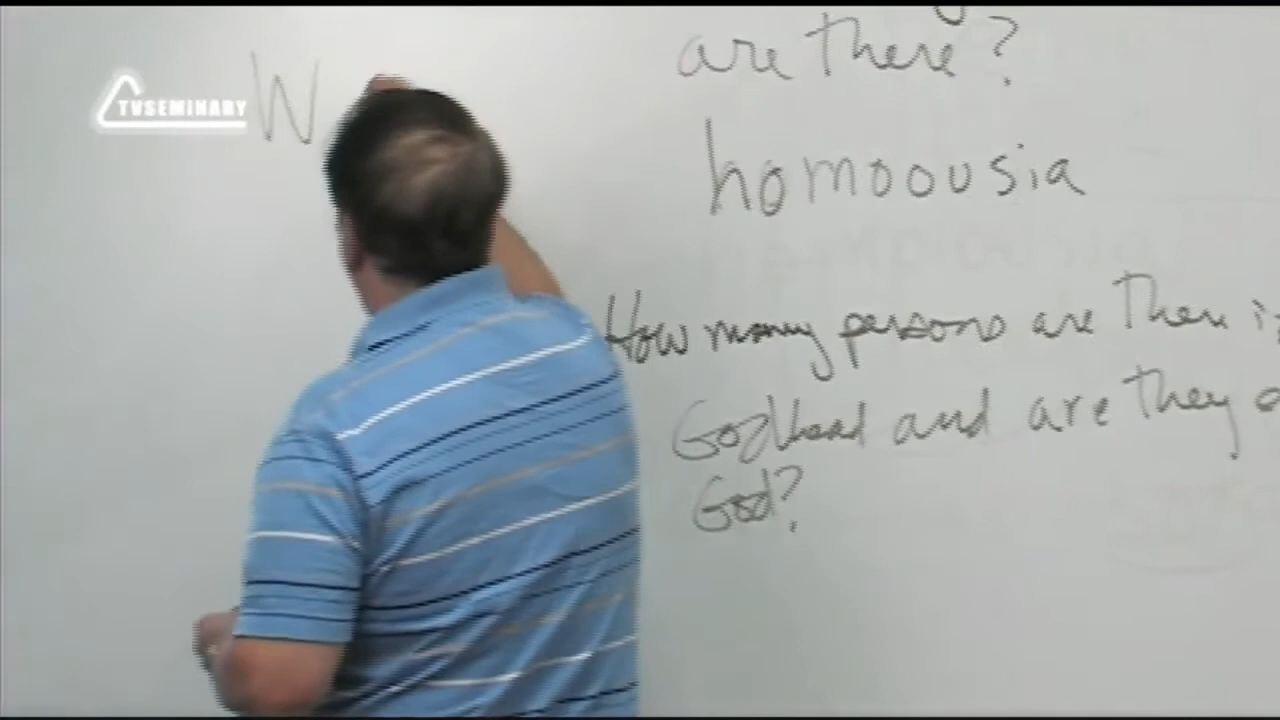 TVSEMINARY
W
are there?
homoousia
How many persons are there i
Godhead and are they o
God?